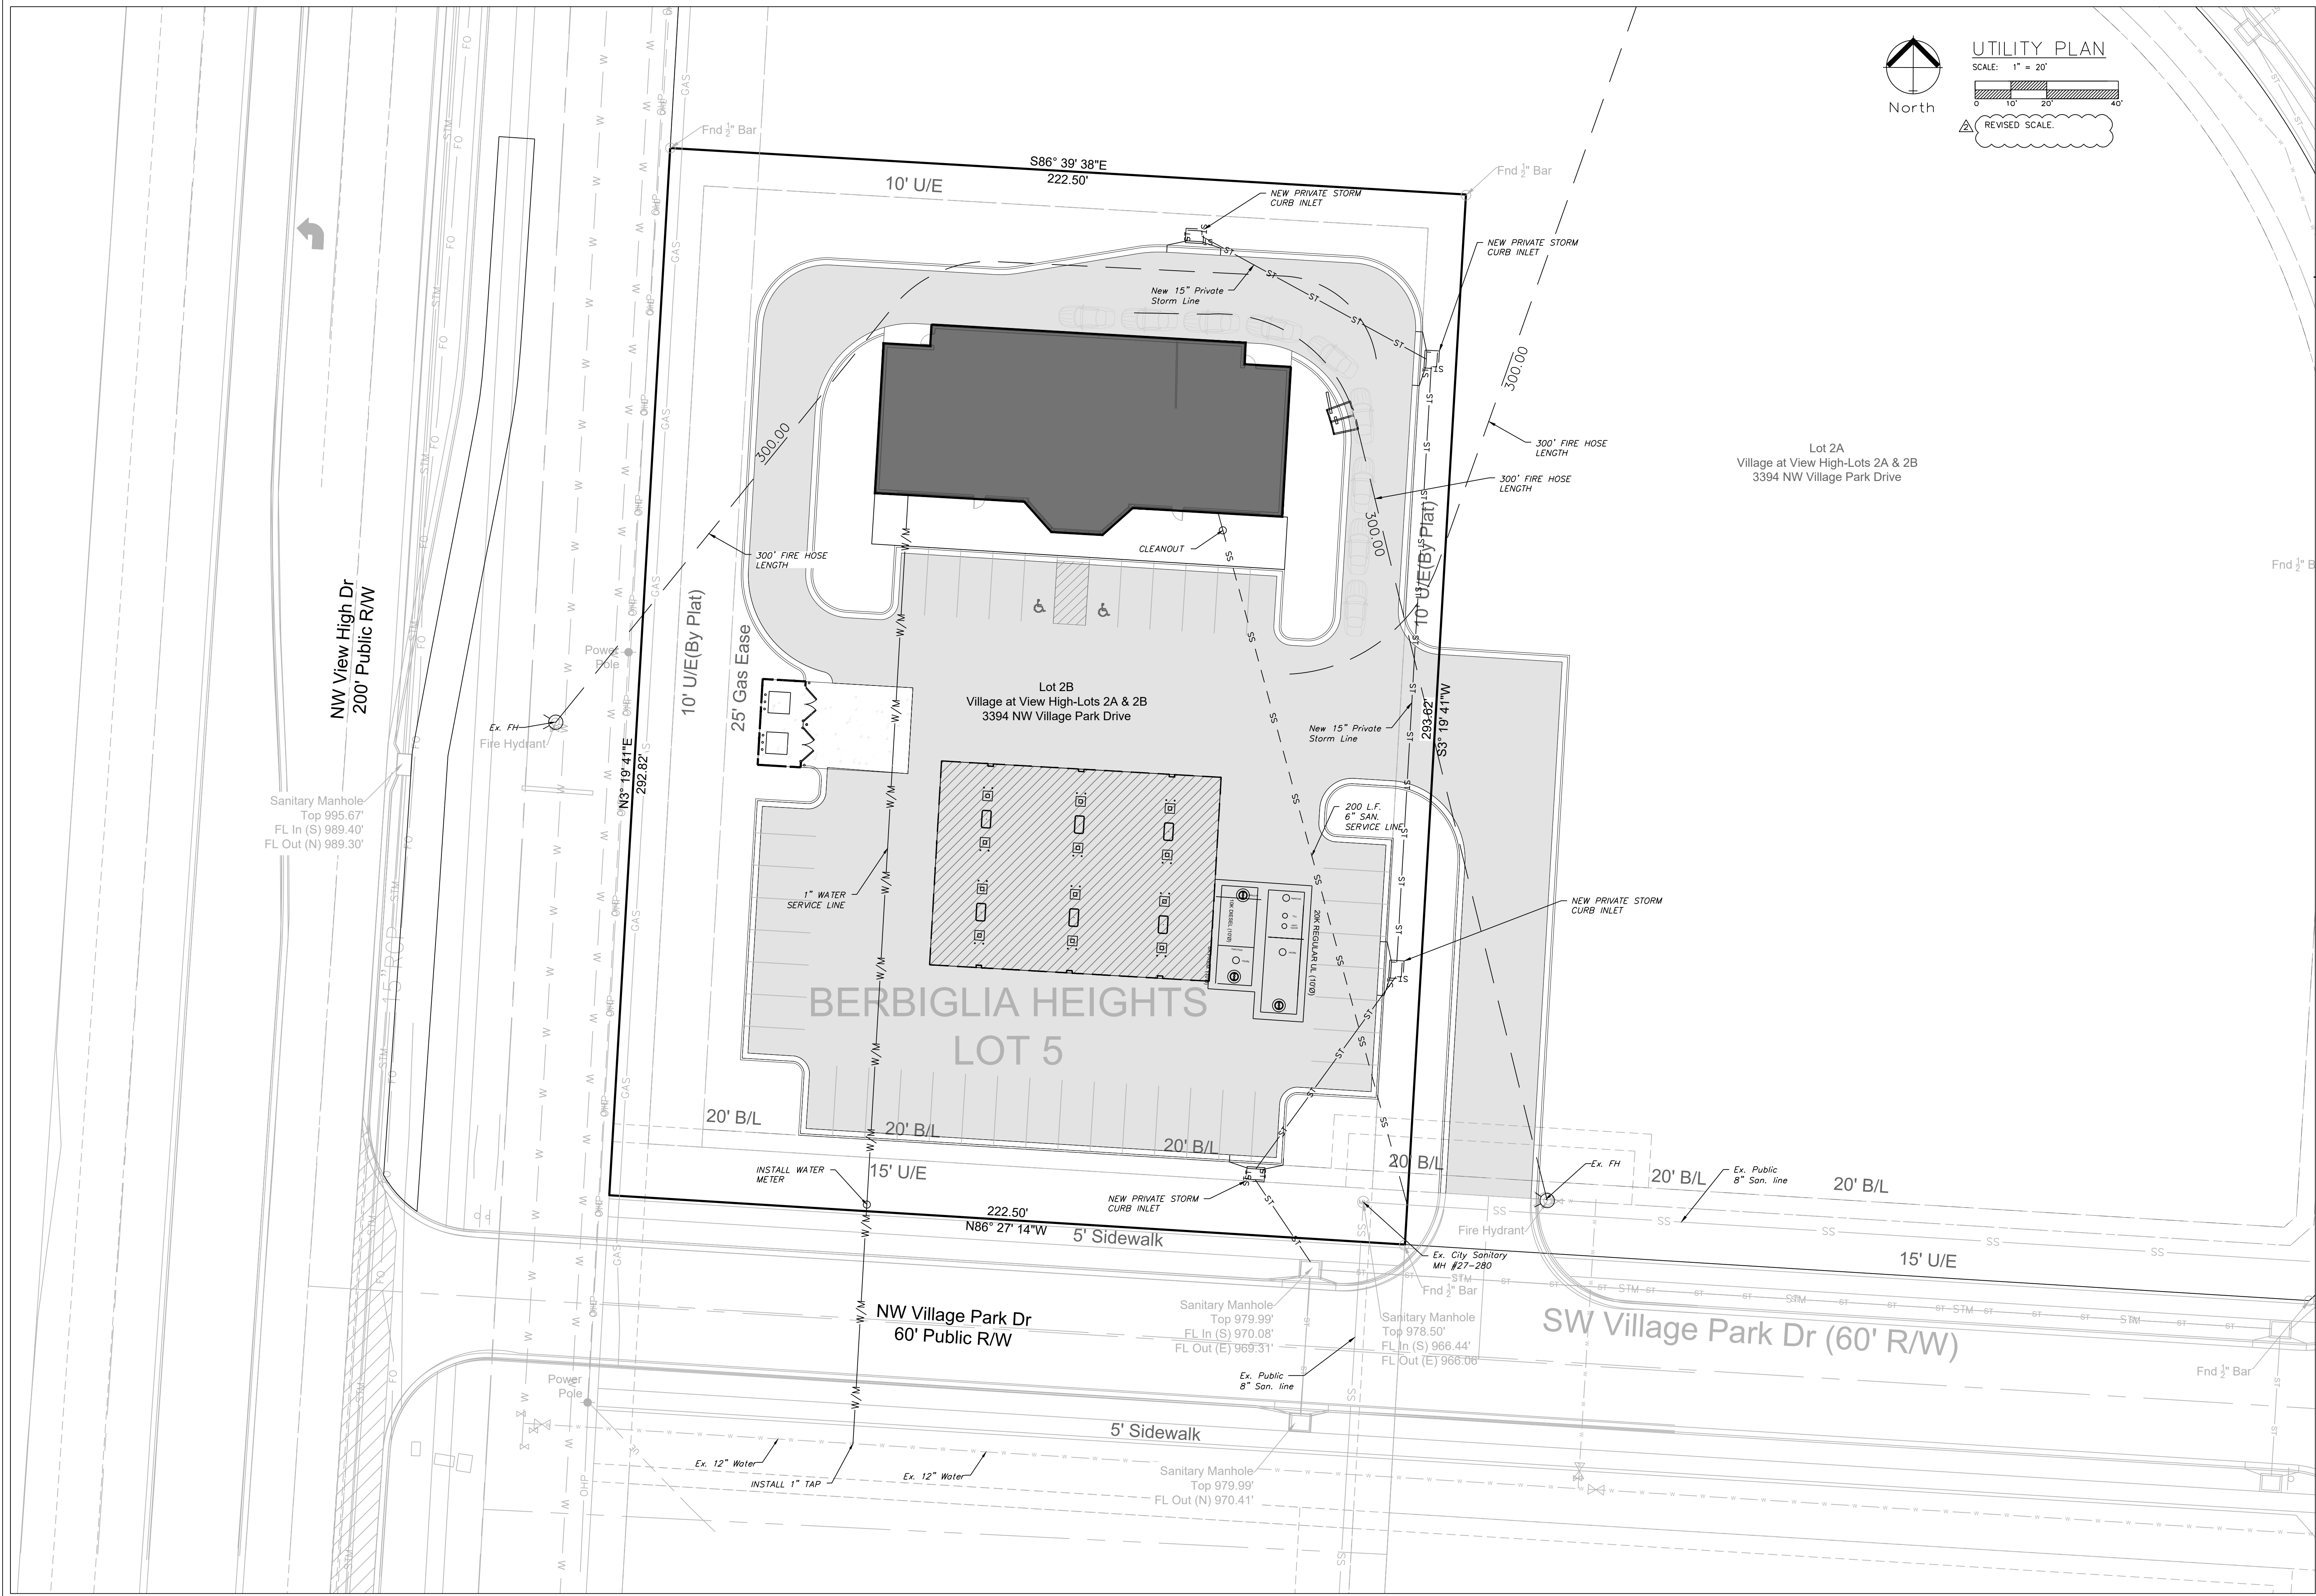 UTILITY PLAN
SCALE: 1" = 20'
0 10' 20' 40'
North
2
REVISED SCALE.
Fnd ½" Bar
S86° 39' 38"E
222.50'
10' U/E
Fnd ½" Bar
NEW PRIVATE STORM
CURB INLET
NEW PRIVATE STORM
CURB INLET
New 15" Private
Storm Line
300.00
300.00
300.00
300' FIRE HOSE
LENGTH
300' FIRE HOSE
LENGTH
300' FIRE HOSE
LENGTH
Lot 2A
Village at View High-Lots 2A & 2B
3394 NW Village Park Drive
Fnd ½" B
CLEANOUT
NW View High Dr
200' Public R/W
10' U/E(By Plat)
25' Gas Ease
10' U/E(By Plat)
Power
Pole
Ex. FH
Fire Hydrant
N3° 19' 41"E
292.82'
Lot 2B
Village at View High-Lots 2A & 2B
3394 NW Village Park Drive
New 15" Private
Storm Line
293.62'
S3° 19' 41"W
Sanitary Manhole
Top 995.67'
FL In (S) 989.40'
FL Out (N) 989.30'
200 L.F.
6" SAN.
SERVICE LINE
1" WATER
SERVICE LINE
20K REGULAR UL (10'Ø)
NEW PRIVATE STORM
CURB INLET
15" RCP
BERBIGLIA HEIGHTS
LOT 5
20' B/L
20' B/L
20' B/L
20' B/L
20' B/L
20' B/L
INSTALL WATER
METER
15' U/E
NEW PRIVATE STORM
CURB INLET
Ex. FH
Ex. Public
8" San. line
222.50'
N86° 27' 14"W
5' Sidewalk
Fire Hydrant
Ex. City Sanitary
MH #27-280
Fnd ½" Bar
15' U/E
NW Village Park Dr
60' Public R/W
Sanitary Manhole
Top 979.99'
FL In (S) 970.08'
FL Out (E) 969.31'
Sanitary Manhole
Top 978.50'
FL In (S) 966.44'
FL Out (E) 966.06'
SW Village Park Dr (60' R/W)
Fnd ½" Bar
Ex. Public
8" San. line
Power
Pole
5' Sidewalk
Ex. 12" Water
Ex. 12" Water
INSTALL 1" TAP
Sanitary Manhole
Top 979.99'
FL Out (N) 970.41'